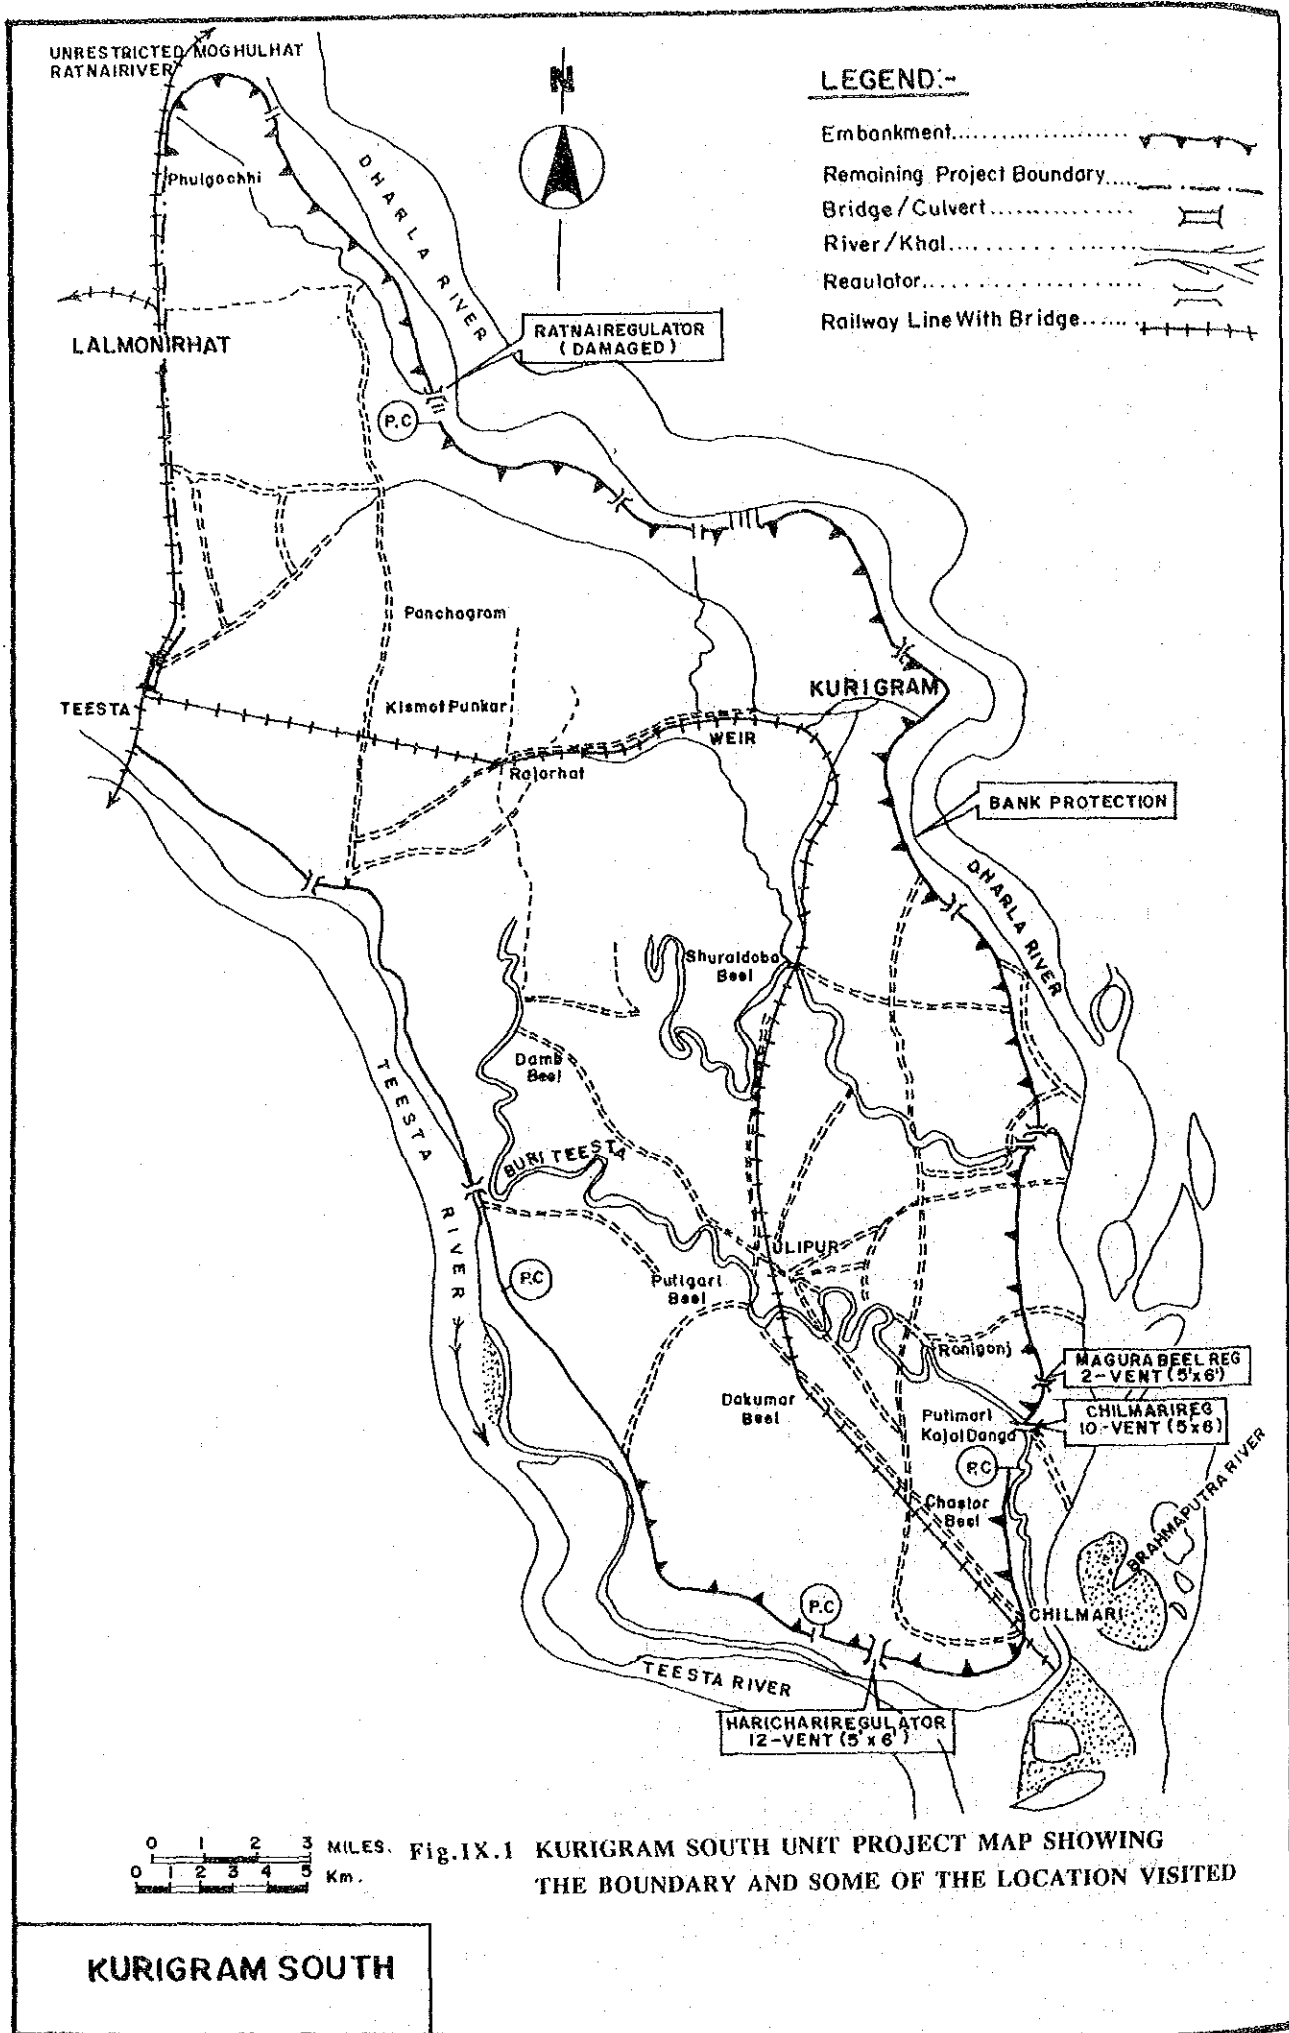 UNRESTRICTED MOGHULHAT
RATNAIRIVER
N
LEGEND:-
Embankment
Remaining Project Boundary
Bridge/Culvert
River/Khal
Reaulator
Railway Line With Bridge
Phulgachhi
DHARLA RIVER
LALMONIRHAT
RATNAIREGULATOR
(DAMAGED)
P.C
Panchagram
TEESTA
Kismat Punkar
KURIGRAM
WEIR
Rajarhat
BANK PROTECTION
DHARLA RIVER
Shuraldoba
Beel
Damb
Beel
TEESTA RIVER
BURI TEESTA
ULIPUR
P.C
Putigari
Beel
Ranigonj
MAGURA BEEL REG
2-VENT (5'x6')
Dakumar
Beel
Putimari
Kajal Danga
CHILMARIREG
10-VENT (5x6)
P.C
Chastor
Beel
BRAHMAPUTRA RIVER
P.C
CHILMARI
TEESTA RIVER
HARICHARIREGULATOR
12-VENT (5'x6')
0 1 2 3 MILES.
0 1 2 3 4 5 Km.
Fig.IX.1 KURIGRAM SOUTH UNIT PROJECT MAP SHOWING
THE BOUNDARY AND SOME OF THE LOCATION VISITED
KURIGRAM SOUTH